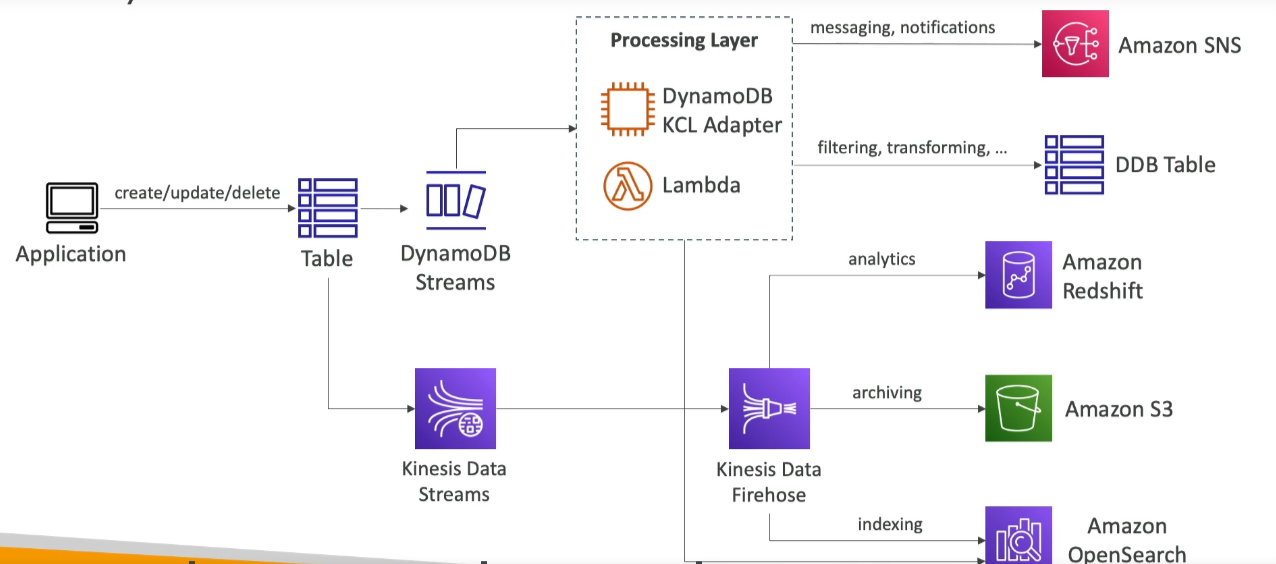 Processing Layer
messaging, notifications
Amazon SNS
DynamoDB
KCL Adapter
filtering, transforming, ...
DDB Table
Lambda
create/update/delete
Application
Table
DynamoDB
Streams
analytics
Amazon
Redshift
archiving
Amazon S3
Kinesis Data
Streams
Kinesis Data
Firehose
indexing
Amazon
OpenSearch